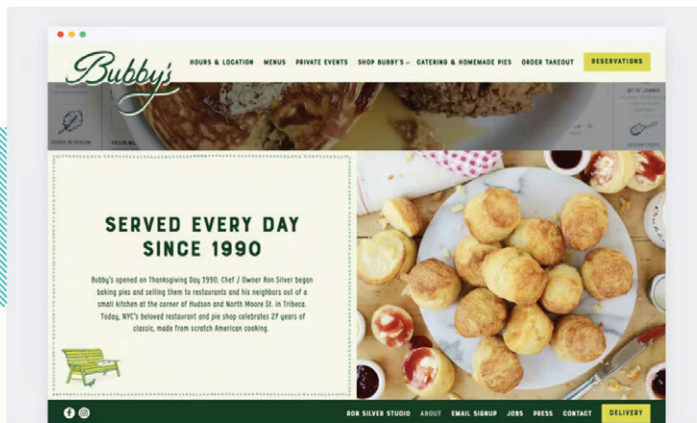 Bubby's
HOURS & LOCATION MENUS PRIVATE EVENTS SHOP BUBBY'S CATERING & HOMEMADE PIES ORDER TAKEOUT RESERVATIONS
SERVED EVERY DAY
SINCE 1990
Bubby's opened on Thanksgiving Day 1990. Chef / Owner Ron Silver began
baking pies and selling them to restaurants and his neighbors out of a
small kitchen at the corner of Hudson and North Moore St. in Tribeca.
Today, NYC's beloved restaurant and pie shop celebrates 27 years of
classic, made from scratch American cooking.
RON SILVER STUDIO ABOUT EMAIL SIGNUP JOBS PRESS CONTACT DELIVERY